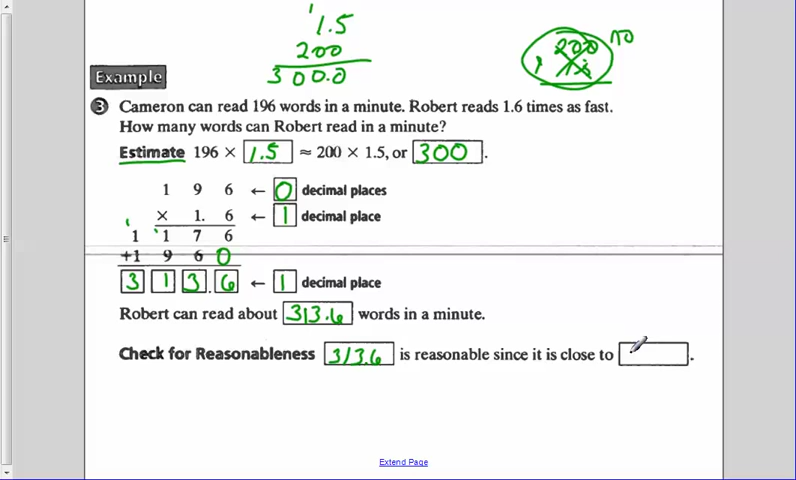 1
1.5
200
300.0
200 no
Example
3 Cameron can read 196 words in a minute. Robert reads 1.6 times as fast.
How many words can Robert read in a minute?
Estimate 196 × 1.5 ≈ 200 × 1.5, or 300.
1 9 6 ← 0 decimal places
× 1. 6 ← 1 decimal place
1 1
1 1 7 6
+1 9 6 0
3 1 3.6 ← 1 decimal place
Robert can read about 313.6 words in a minute.
Check for Reasonableness 313.6 is reasonable since it is close to .
Extend Page